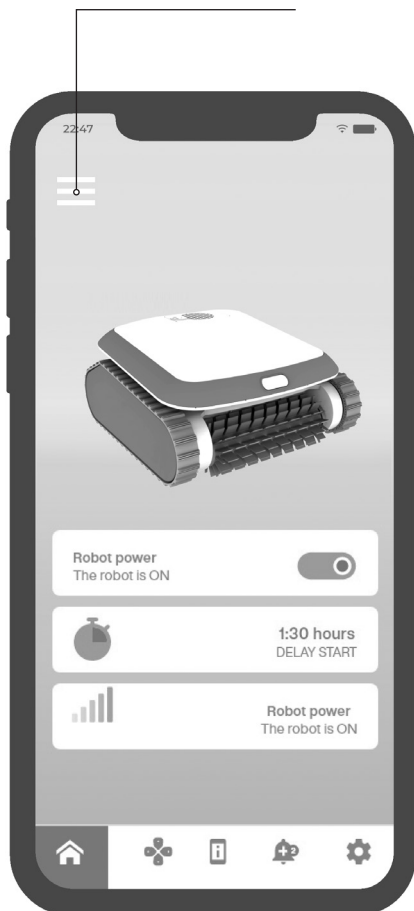 22:47
Robot power
The robot is ON
1:30 hours
DELAY START
Robot power
The robot is ON